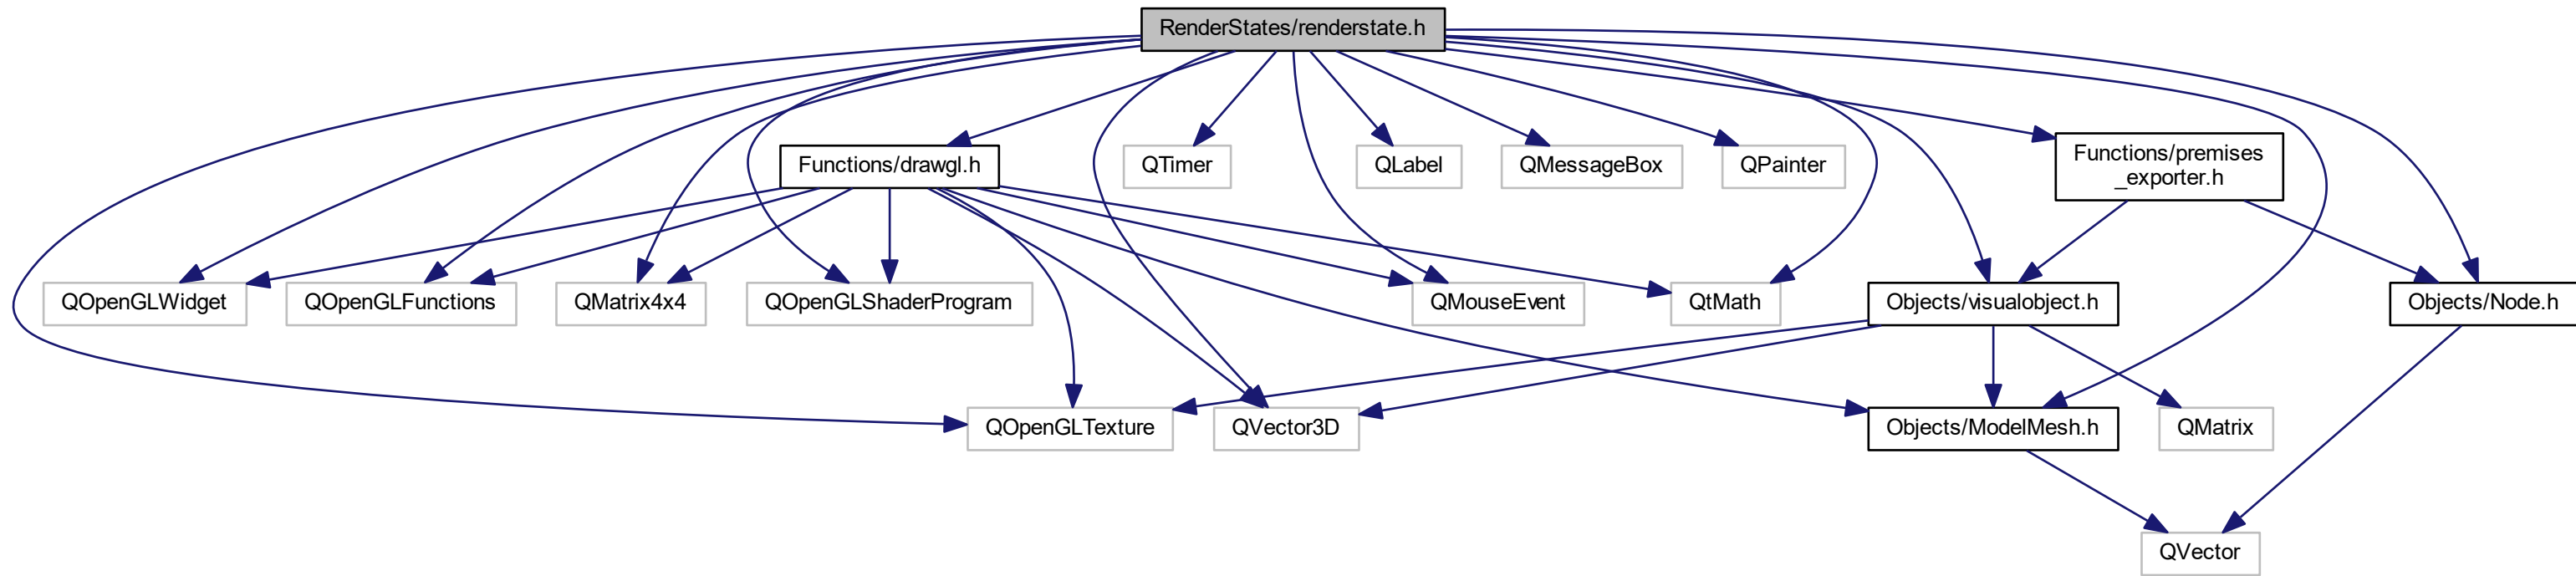 RenderStates/renderstate.h
Functions/drawgl.h
QTimer
QLabel
QMessageBox
QPainter
Functions/premises
_exporter.h
QOpenGLWidget
QOpenGLFunctions
QMatrix4x4
QOpenGLShaderProgram
QMouseEvent
QtMath
Objects/visualobject.h
Objects/Node.h
QOpenGLTexture
QVector3D
Objects/ModelMesh.h
QMatrix
QVector